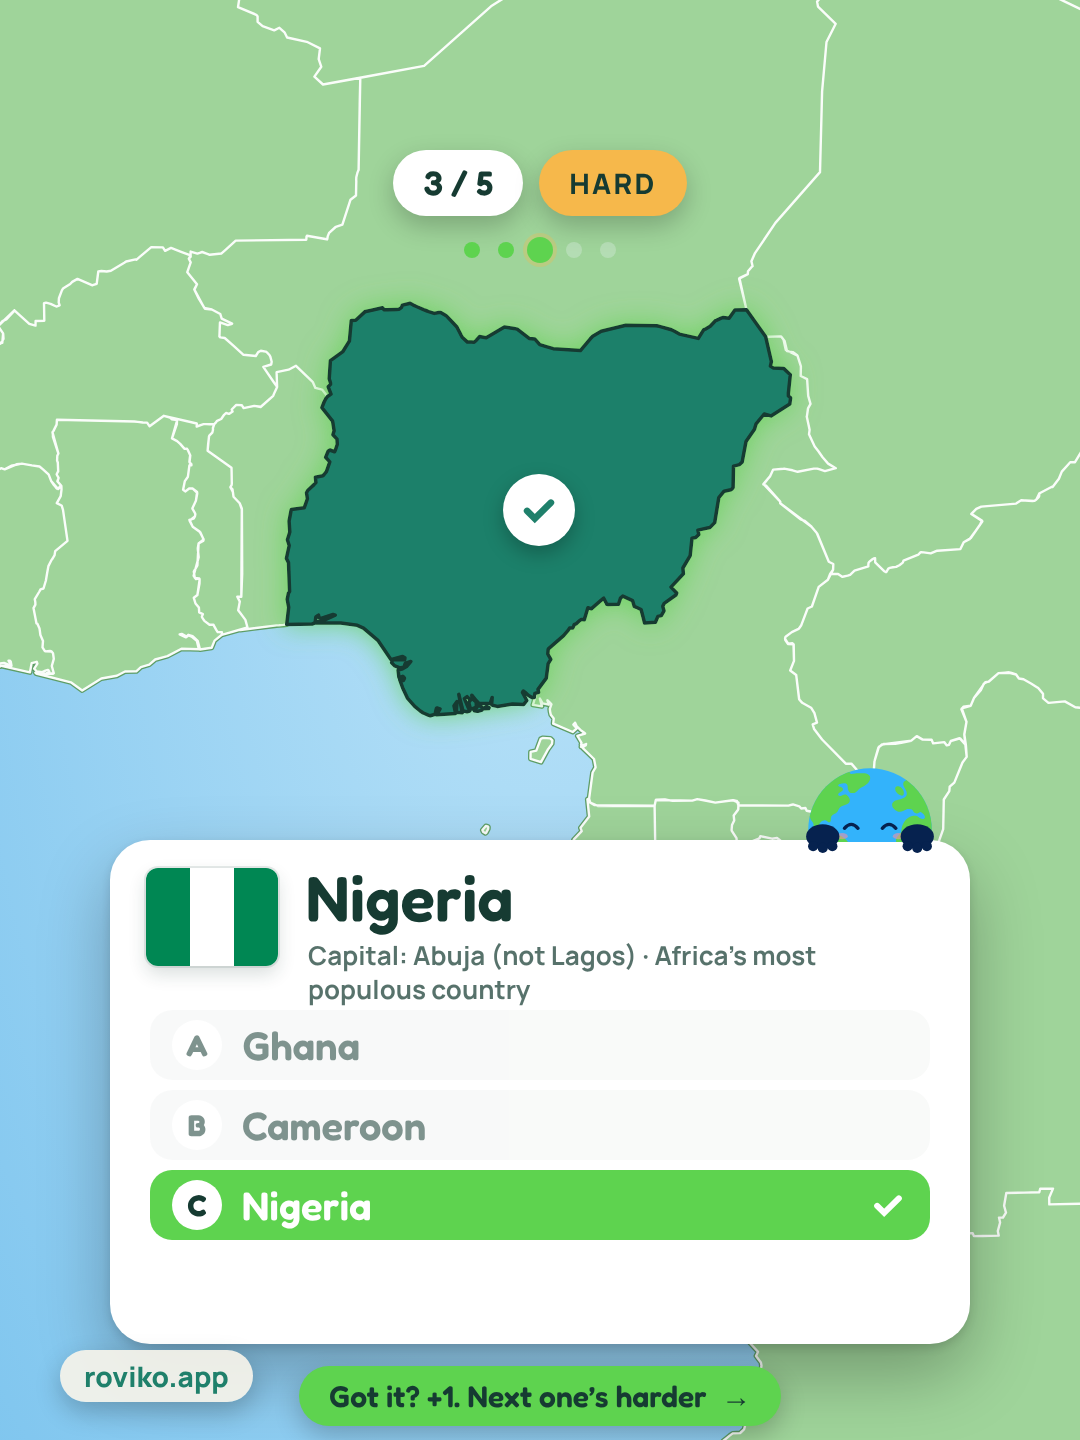 3 / 5
HARD
Nigeria
Capital: Abuja (not Lagos) · Africa’s most
populous country
A Ghana
B Cameroon
C Nigeria
roviko.app
Got it? +1. Next one’s harder →